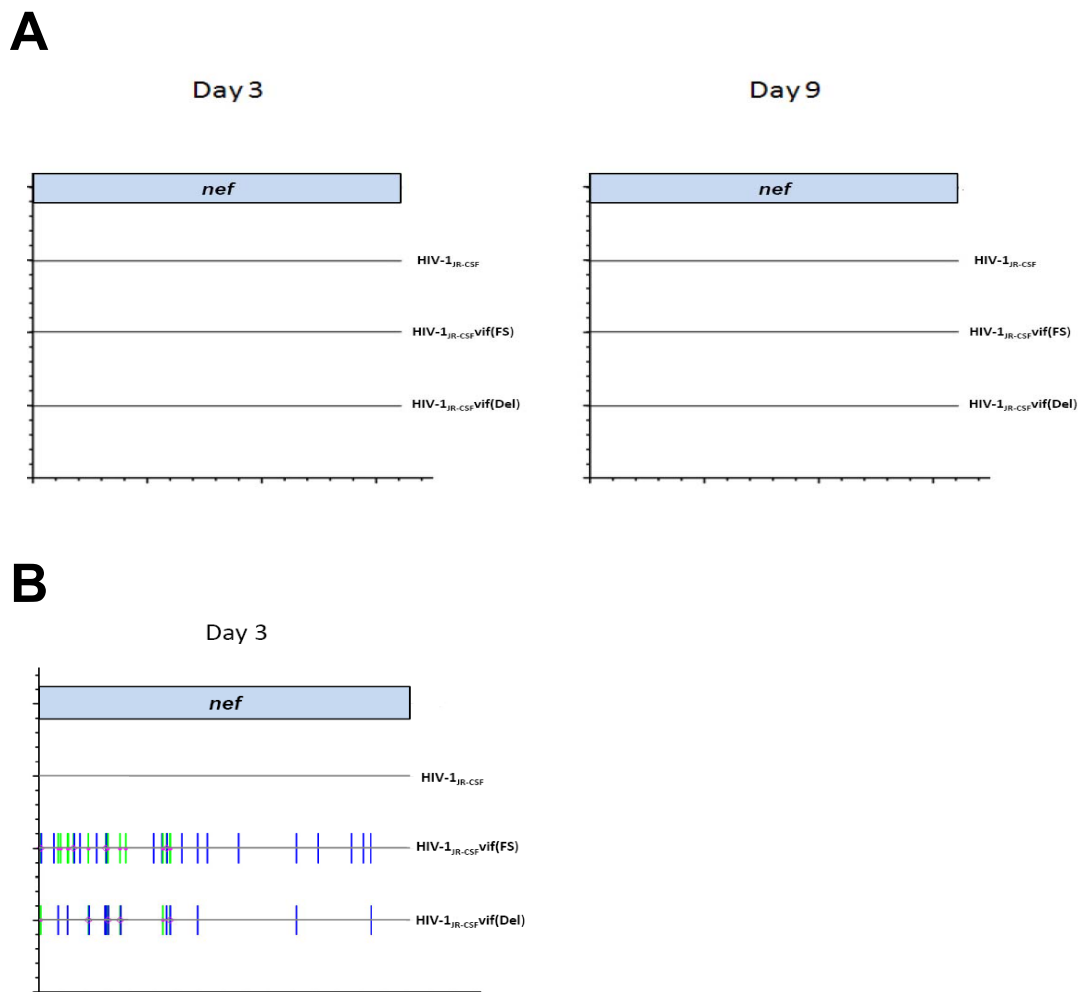 A
Day 3
Day 9
nef
nef
HIV-1JR-CSF
HIV-1JR-CSF
HIV-1JR-CSFvif(FS)
HIV-1JR-CSFvif(FS)
HIV-1JR-CSFvif(Del)
HIV-1JR-CSFvif(Del)
B
Day 3
nef
HIV-1JR-CSF
HIV-1JR-CSFvif(FS)
HIV-1JR-CSFvif(Del)